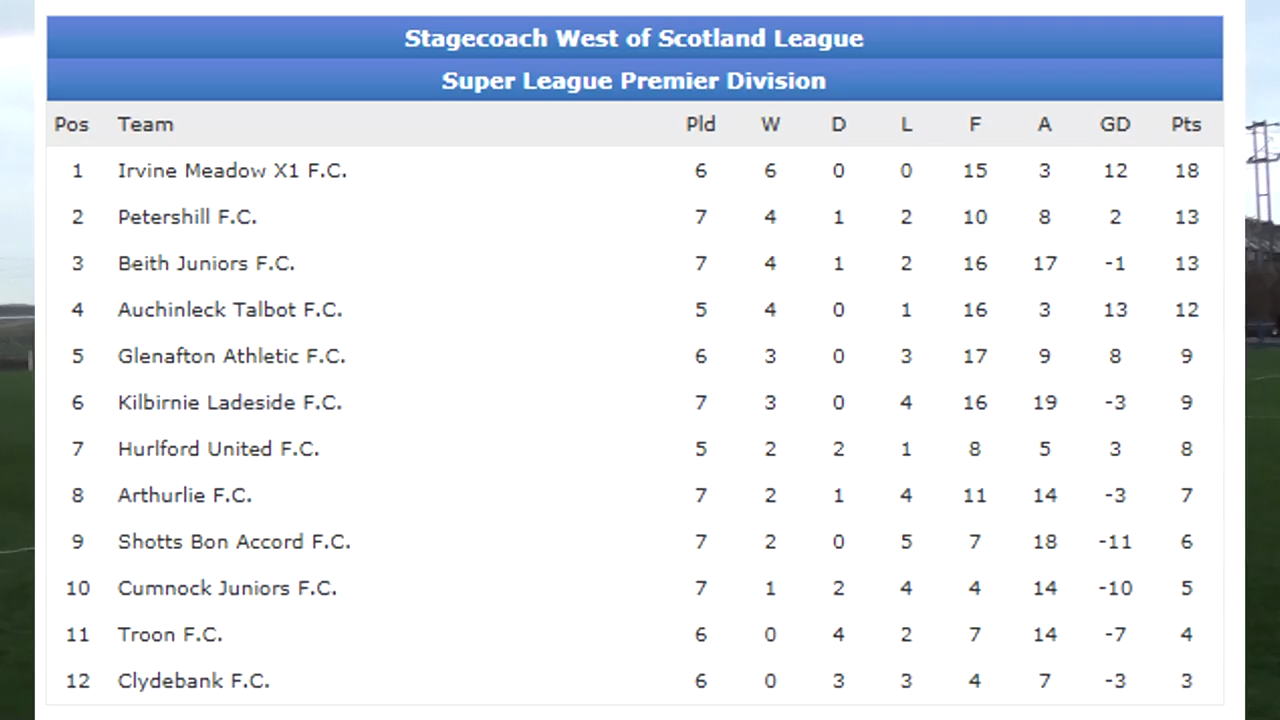 Stagecoach West of Scotland League
Super League Premier Division
Pos Team Pld W D L F A GD Pts
1 Irvine Meadow X1 F.C. 6 6 0 0 15 3 12 18
2 Petershill F.C. 7 4 1 2 10 8 2 13
3 Beith Juniors F.C. 7 4 1 2 16 17 -1 13
4 Auchinleck Talbot F.C. 5 4 0 1 16 3 13 12
5 Glenafton Athletic F.C. 6 3 0 3 17 9 8 9
6 Kilbirnie Ladeside F.C. 7 3 0 4 16 19 -3 9
7 Hurlford United F.C. 5 2 2 1 8 5 3 8
8 Arthurlie F.C. 7 2 1 4 11 14 -3 7
9 Shotts Bon Accord F.C. 7 2 0 5 7 18 -11 6
10 Cumnock Juniors F.C. 7 1 2 4 4 14 -10 5
11 Troon F.C. 6 0 4 2 7 14 -7 4
12 Clydebank F.C. 6 0 3 3 4 7 -3 3